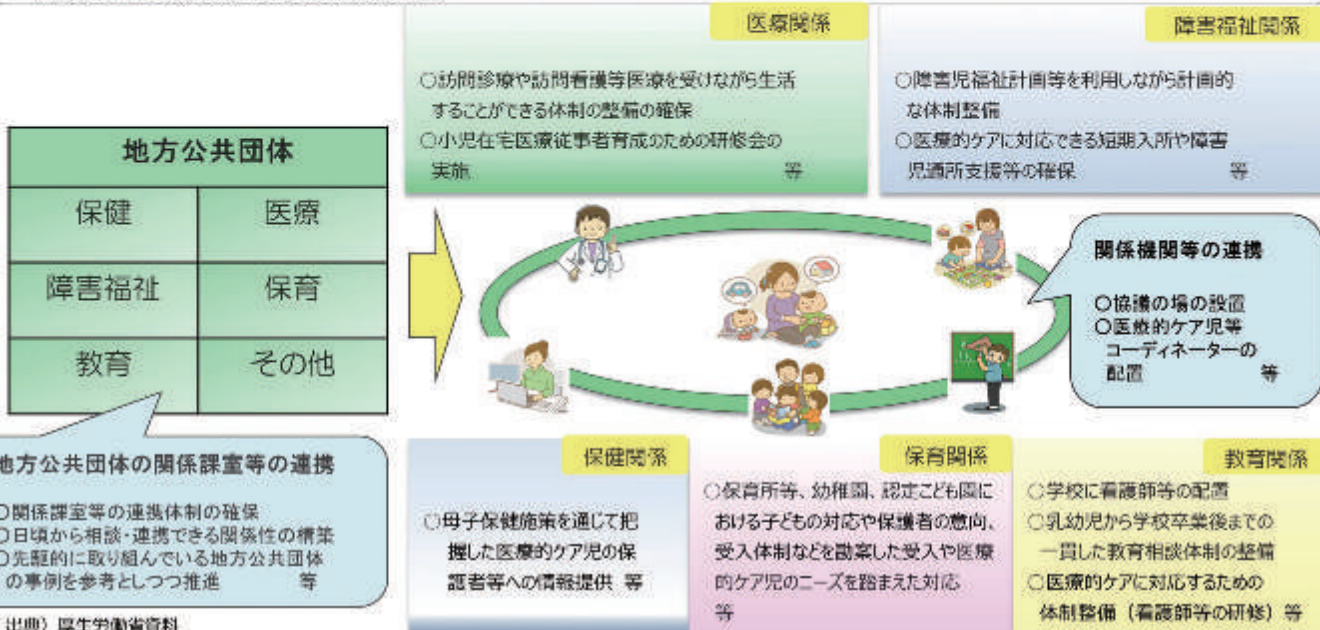 医療関係
○訪問診療や訪問看護等医療を受けながら生活
することができる体制の整備の確保
○小児在宅医療従事者育成のための研修会の
実施 等
障害福祉関係
○障害児福祉計画等を利用しながら計画的
な体制整備
○医療的ケアに対応できる短期入所や障害
児通所支援等の確保 等
地方公共団体
保健 医療
障害福祉 保育
教育 その他
関係機関等の連携
○協議の場の設置
○医療的ケア児等
コーディネーターの
配置 等
地方公共団体の関係課室等の連携
○関係課室等の連携体制の確保
○日頃から相談・連携できる関係性の構築
○先駆的に取り組んでいる地方公共団体
の事例を参考としつつ推進 等
保健関係
○母子保健施策を通じて把
握した医療的ケア児の保
護者等への情報提供 等
保育関係
○保育所等、幼稚園、認定こども園に
おける子どもの対応や保護者の意向、
受入体制などを勘案した受入や医療
的ケア児のニーズを踏まえた対応
等
教育関係
○学校に看護師等の配置
○乳幼児から学校卒業後までの
一貫した教育相談体制の整備
○医療的ケアに対応するための
体制整備（看護師等の研修）等
出典）厚生労働省資料